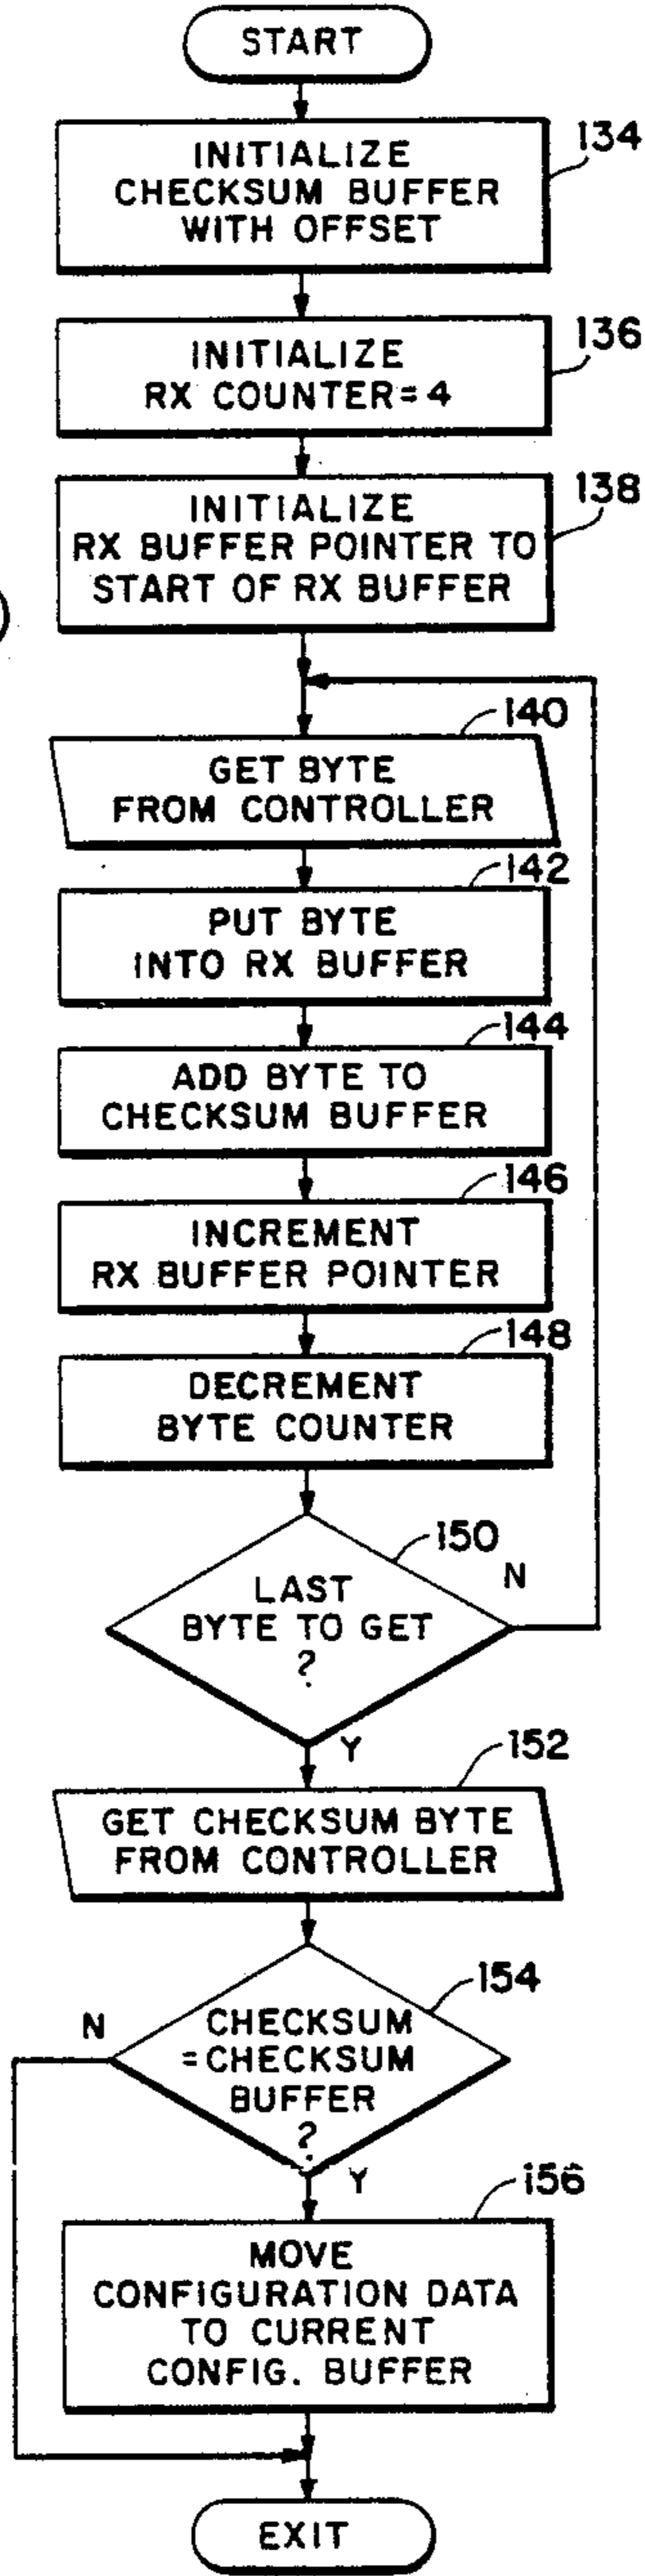 START
134
INITIALIZE
CHECKSUM BUFFER
WITH OFFSET
136
INITIALIZE
RX COUNTER=4
138
INITIALIZE
RX BUFFER POINTER TO
START OF RX BUFFER
140
GET BYTE
FROM CONTROLLER
142
PUT BYTE
INTO RX BUFFER
144
ADD BYTE TO
CHECKSUM BUFFER
146
INCREMENT
RX BUFFER POINTER
148
DECREMENT
BYTE COUNTER
150
N
LAST
BYTE TO GET
?
Y
152
GET CHECKSUM BYTE
FROM CONTROLLER
154
N
CHECKSUM
=CHECKSUM
BUFFER
?
Y
156
MOVE
CONFIGURATION DATA
TO CURRENT
CONFIG. BUFFER
EXIT